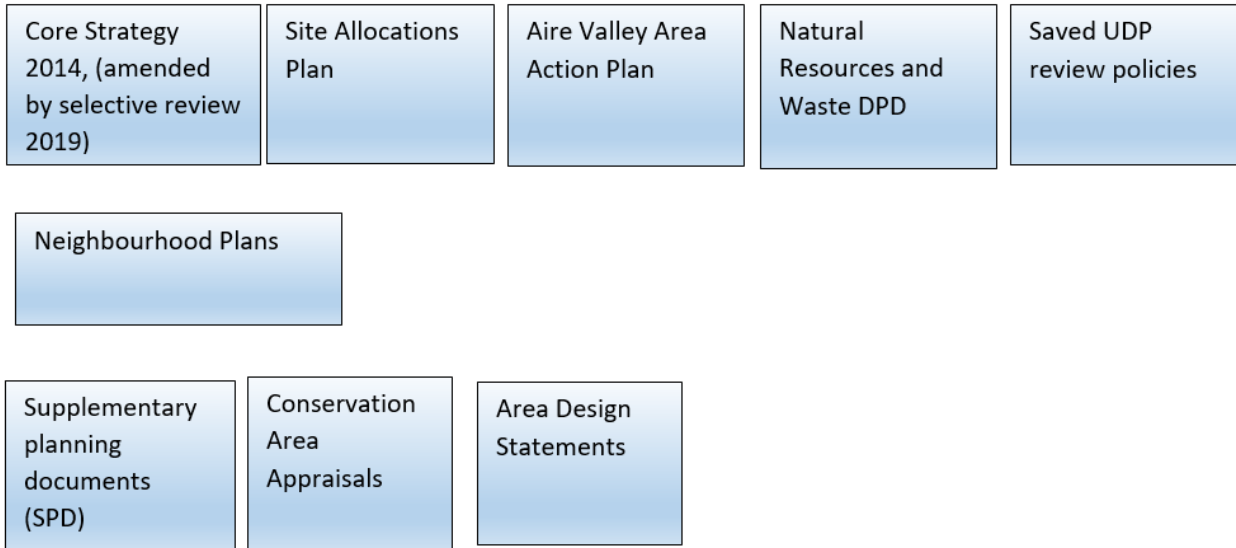 Core Strategy
2014, (amended
by selective review
2019)
Site Allocations
Plan
Aire Valley Area
Action Plan
Natural
Resources and
Waste DPD
Saved UDP
review policies
Neighbourhood Plans
Supplementary
planning
documents
(SPD)
Conservation
Area
Appraisals
Area Design
Statements